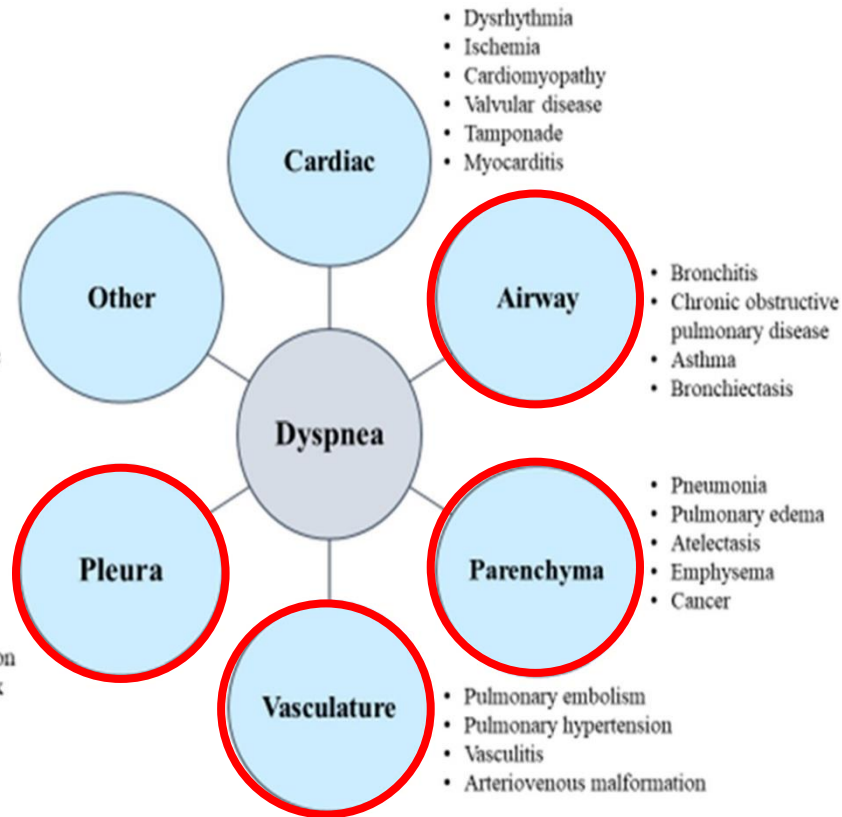 • Dysrhythmia
• Ischemia
• Cardiomyopathy
• Valvular disease
• Tamponade
• Myocarditis
Cardiac
Other
Airway
• Bronchitis
• Chronic obstructive
pulmonary disease
• Asthma
• Bronchiectasis
Dyspnea
Pleura
Parenchyma
• Pneumonia
• Pulmonary edema
• Atelectasis
• Emphysema
• Cancer
Vasculature
• Pulmonary embolism
• Pulmonary hypertension
• Vasculitis
• Arteriovenous malformation